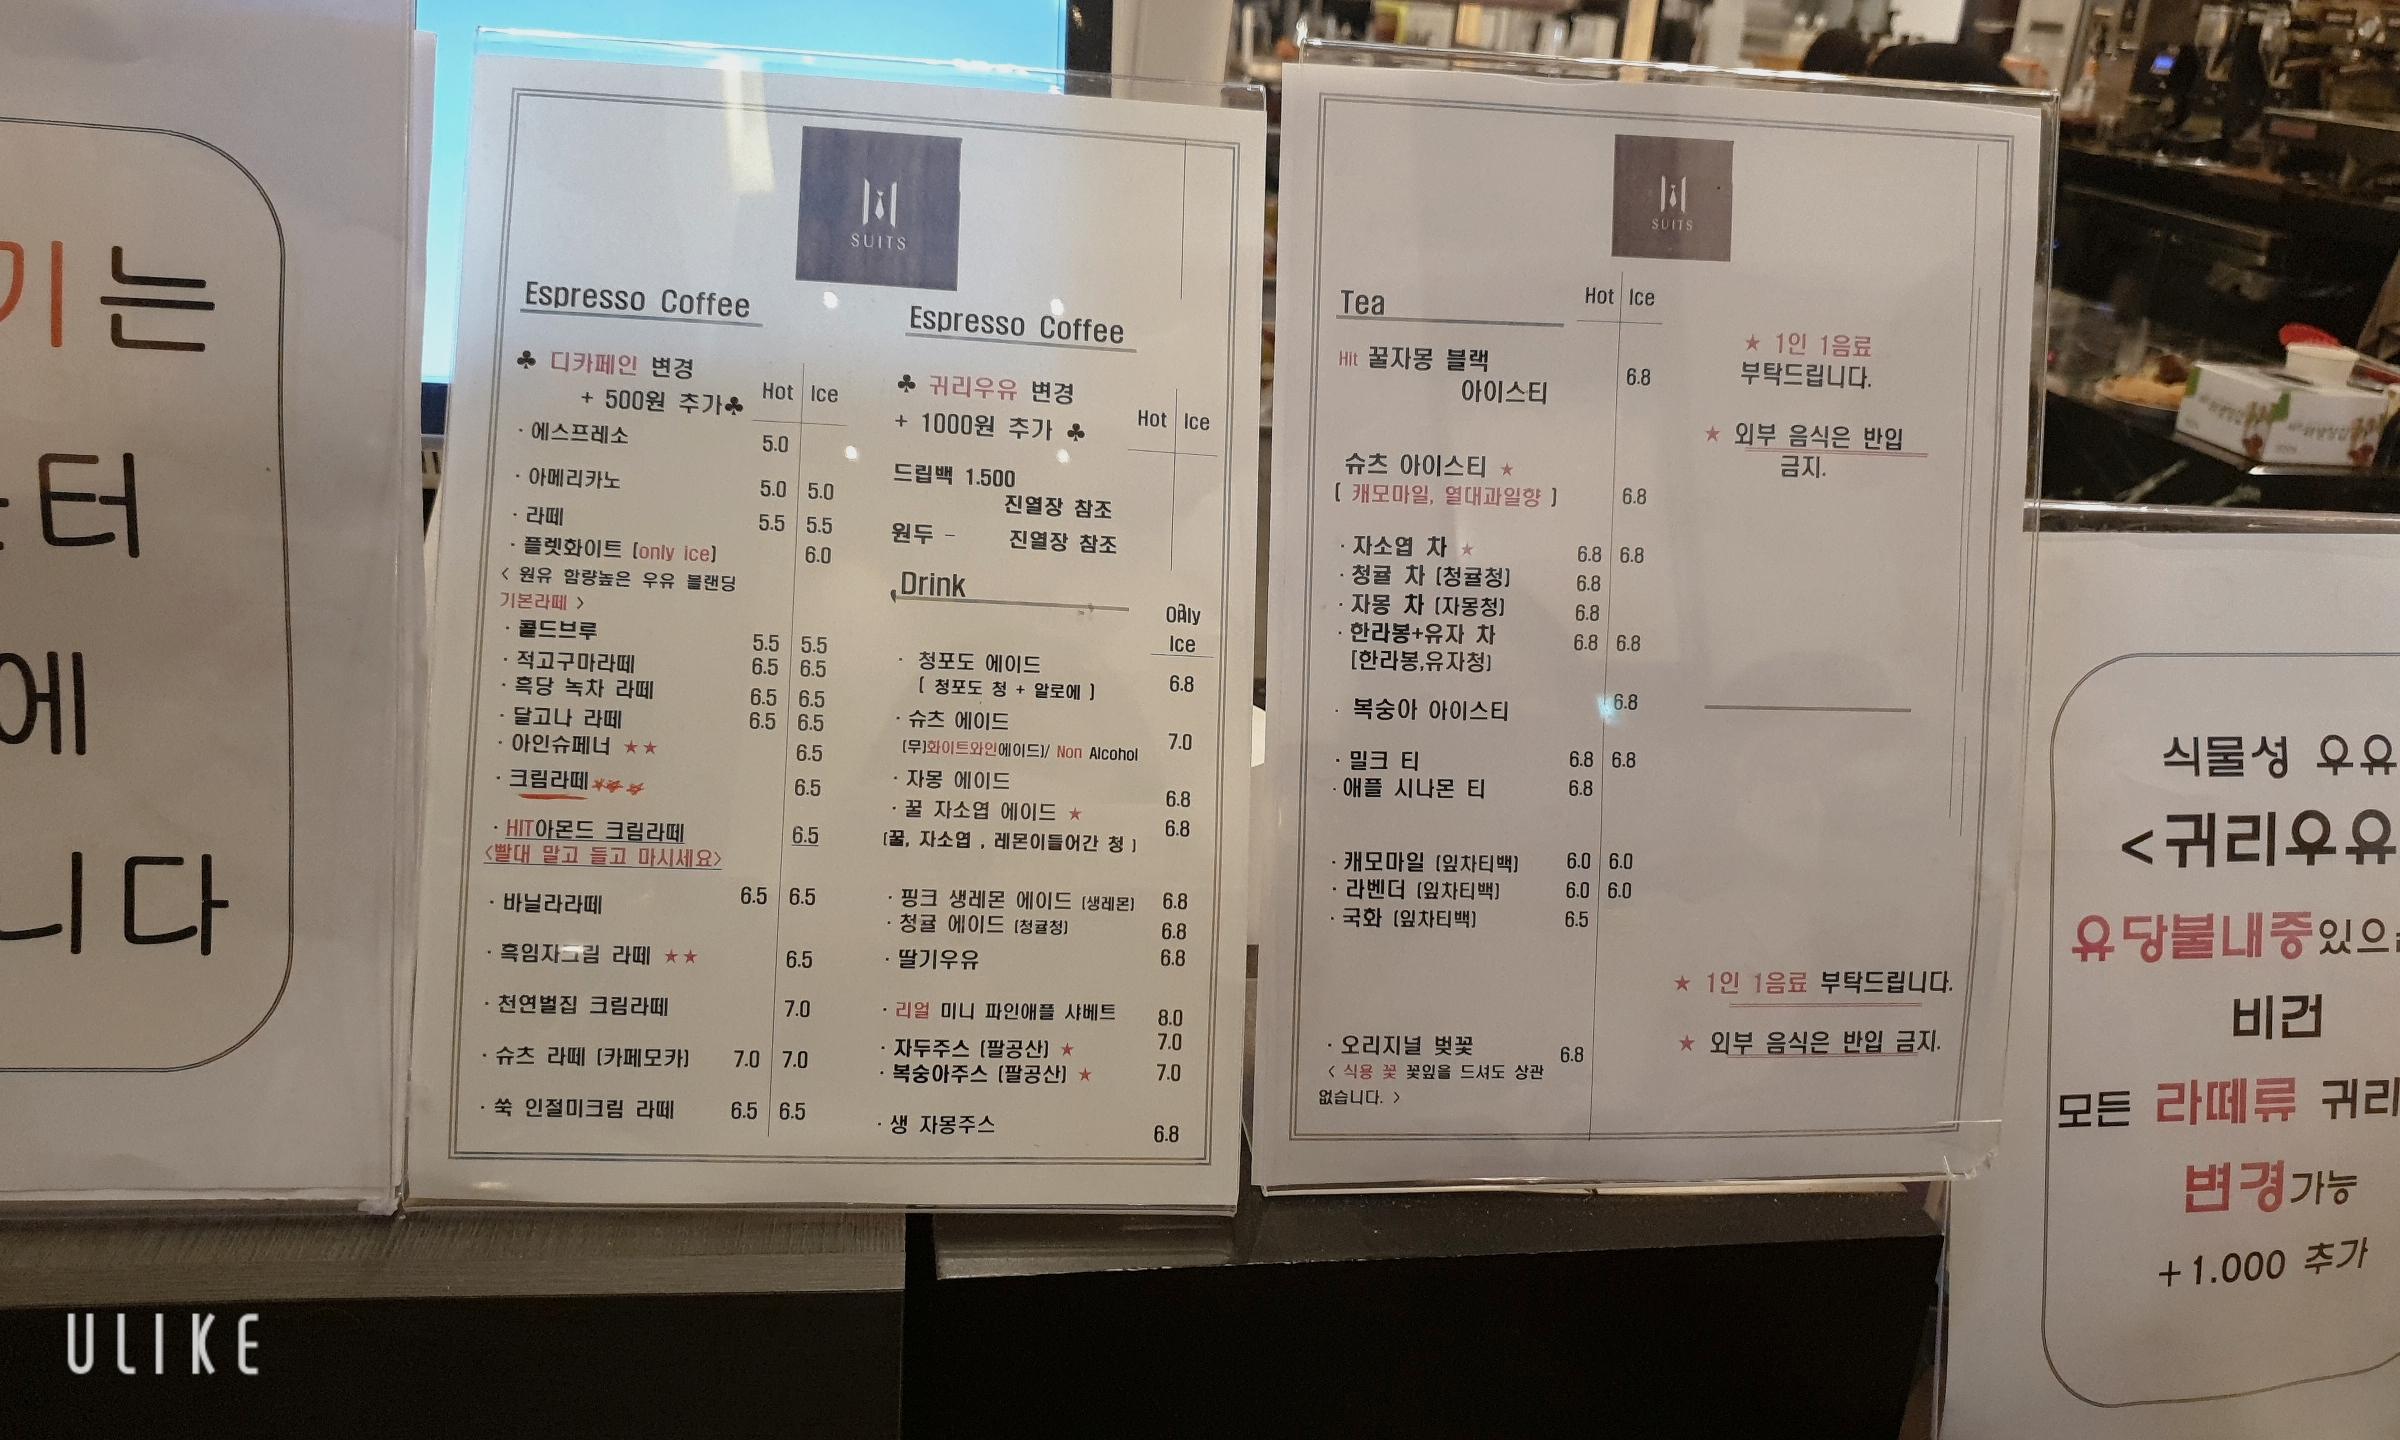 기는
터
에
니다
SUITS
Espresso Coffee
♣ 디카페인 변경
+ 500원 추가♣
Hot Ice
· 에스프레소 5.0
· 아메리카노 5.0 5.0
· 라떼 5.5 5.5
· 플렛화이트 [only ice] 6.0
< 원유 함량높은 우유 블랜딩
기본라떼 >
· 콜드브루 5.5 5.5
· 적고구마라떼 6.5 6.5
· 흑당 녹차 라떼 6.5 6.5
· 달고나 라떼 6.5 6.5
· 아인슈페너 ★★ 6.5
· 크림라떼 6.5
· HIT아몬드 크림라떼 6.5
<빨대 말고 들고 마시세요>
· 바닐라라떼 6.5 6.5
· 흑임자크림 라떼 ★★ 6.5
· 천연벌집 크림라떼 7.0
· 슈츠 라떼 [카페모카] 7.0 7.0
· 쑥 인절미크림 라떼 6.5 6.5
Espresso Coffee
♣ 귀리우유 변경
+ 1000원 추가 ♣
Hot Ice
드립백 1.500
진열장 참조
원두 - 진열장 참조
Drink
Only
Ice
· 청포도 에이드
[ 청포도 청 + 알로에 ] 6.8
· 슈츠 에이드
[무]화이트와인에이드]/ Non Alcohol 7.0
· 자몽 에이드 6.8
· 꿀 자소엽 에이드 ★ 6.8
[꿀, 자소엽 , 레몬이들어간 청 ]
· 핑크 생레몬 에이드 [생레몬] 6.8
· 청귤 에이드 [청귤청] 6.8
· 딸기우유 6.8
· 리얼 미니 파인애플 샤베트 8.0
· 자두주스 [팔공산] ★ 7.0
· 복숭아주스 [팔공산] ★ 7.0
· 생 자몽주스 6.8
SUITS
Tea
Hot Ice
Hit 꿀자몽 블랙
아이스티 6.8
슈츠 아이스티 ★
[ 캐모마일, 열대과일향 ] 6.8
· 자소엽 차 ★ 6.8 6.8
· 청귤 차 [청귤청] 6.8
· 자몽 차 [자몽청] 6.8
· 한라봉+유자 차 6.8 6.8
[한라봉,유자청]
· 복숭아 아이스티 6.8
· 밀크 티 6.8 6.8
· 애플 시나몬 티 6.8
· 캐모마일 [잎차티백] 6.0 6.0
· 라벤더 [잎차티백] 6.0 6.0
· 국화 [잎차티백] 6.5
· 오리지널 벚꽃 6.8
< 식용 꽃 꽃잎을 드셔도 상관
없습니다. >
★ 1인 1음료
부탁드립니다.
★ 외부 음식은 반입
금지.
★ 1인 1음료 부탁드립니다.
★ 외부 음식은 반입 금지.
식물성 우유
<귀리우유
유당불내증있으
비건
모든 라떼류 귀리
변경가능
+1.000 추가
ULIKE